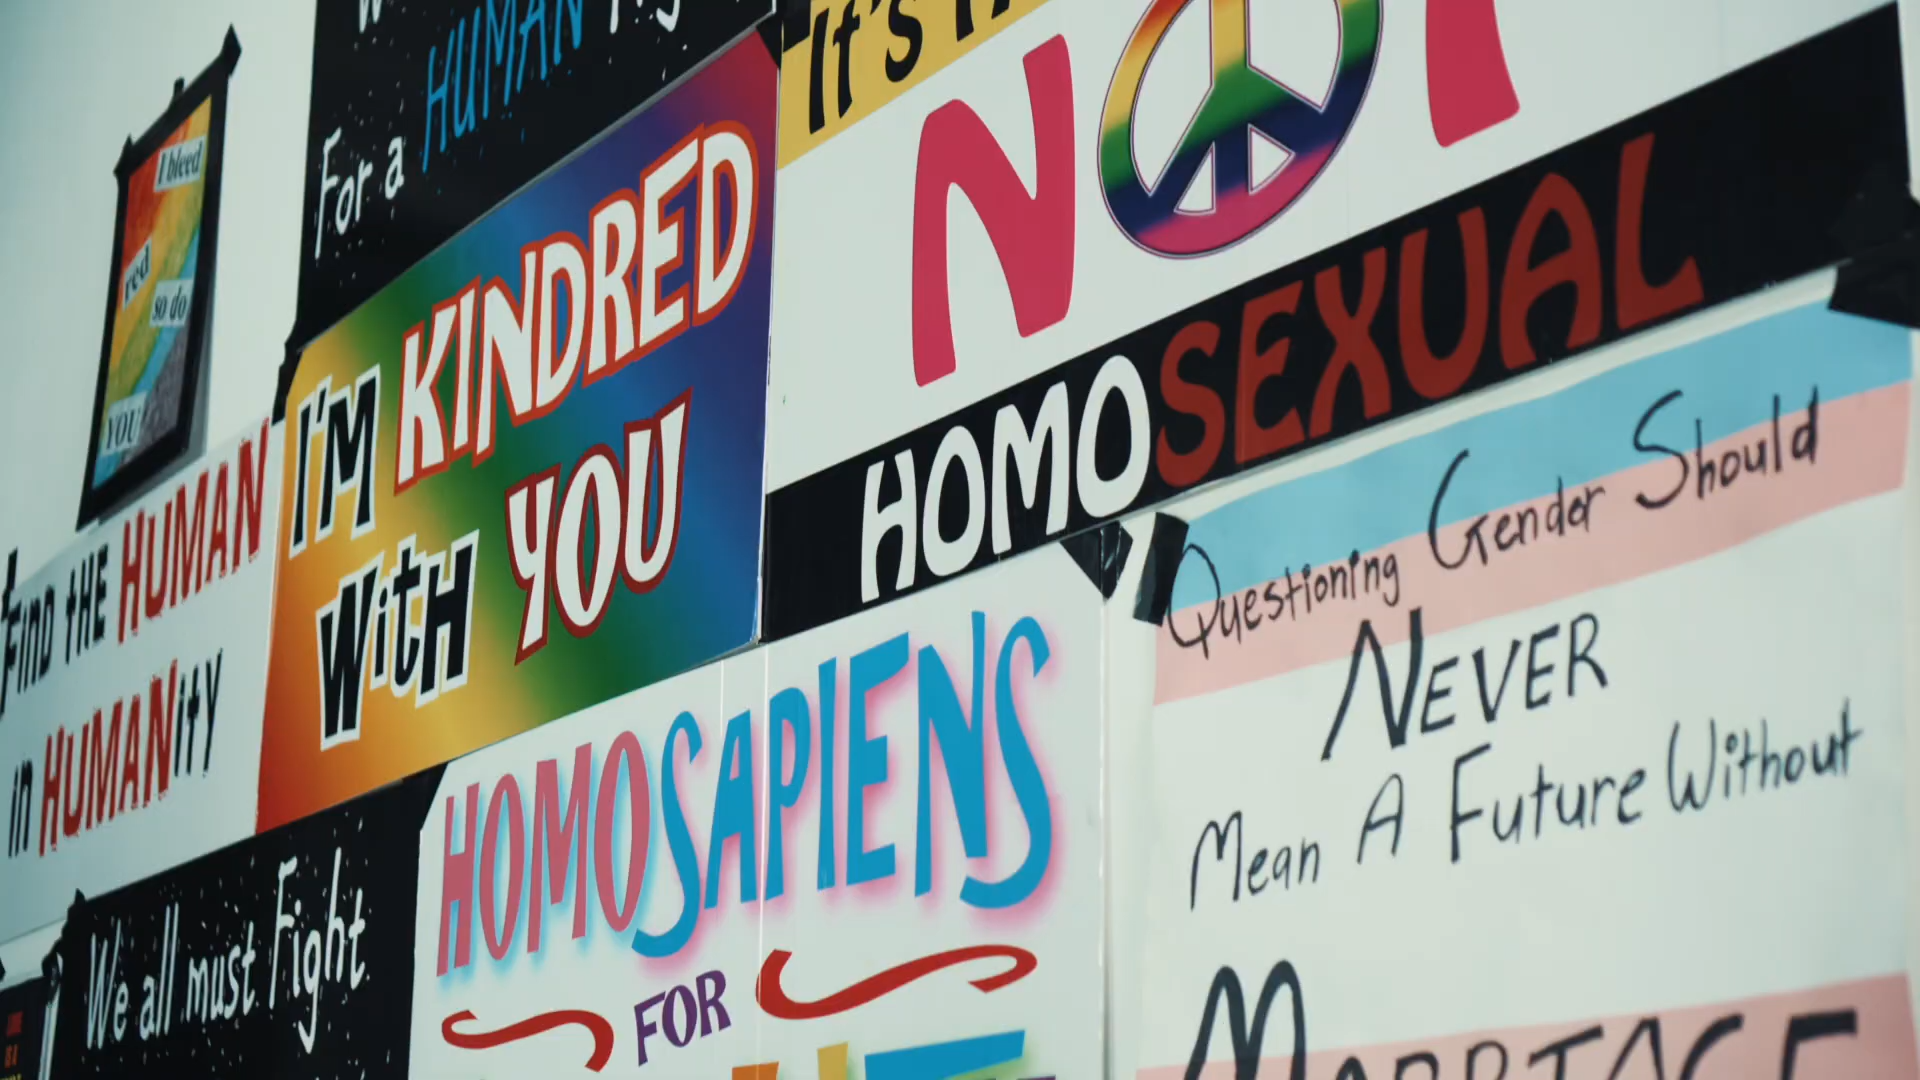 For a HUMAN
I bleed
red
so do
YOU
I'M KINDRED
WitH YOU
It's
NOT
HOMOSEXUAL
FinD tHE HUMAN
in HUMANity
HOMOSAPIENS
FOR
Questioning Gender Should
NEVER
Mean A Future Without
MARRIAGE
We all must Fight